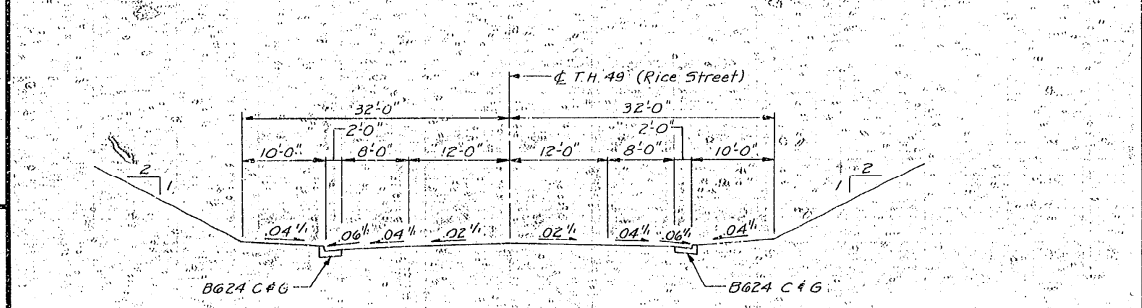 ℄ T.H. 49 (Rice Street)
32'-0" 32'-0"
2'-0" 2'-0"
10'-0" 8'-0" 12'-0" 12'-0" 8'-0" 10'-0"
2 1 1 2
.04 '/' .06 '/' .04 '/' .02 '/' .02 '/' .04 '/' .06 '/' .04 '/'
B624 C & G B624 C & G